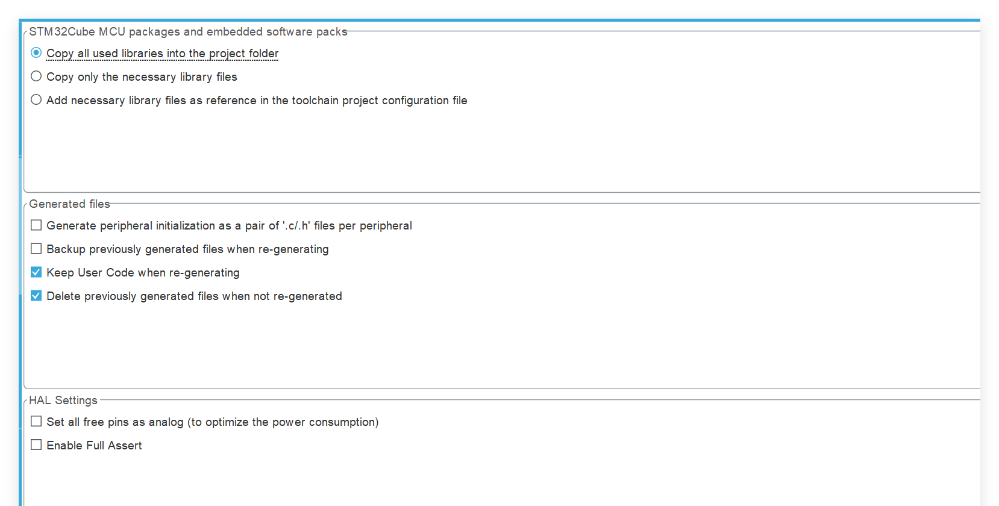 STM32Cube MCU packages and embedded software packs
Copy all used libraries into the project folder
Copy only the necessary library files
Add necessary library files as reference in the toolchain project configuration file
Generated files
Generate peripheral initialization as a pair of '.c/.h' files per peripheral
Backup previously generated files when re-generating
Keep User Code when re-generating
Delete previously generated files when not re-generated
HAL Settings
Set all free pins as analog (to optimize the power consumption)
Enable Full Assert